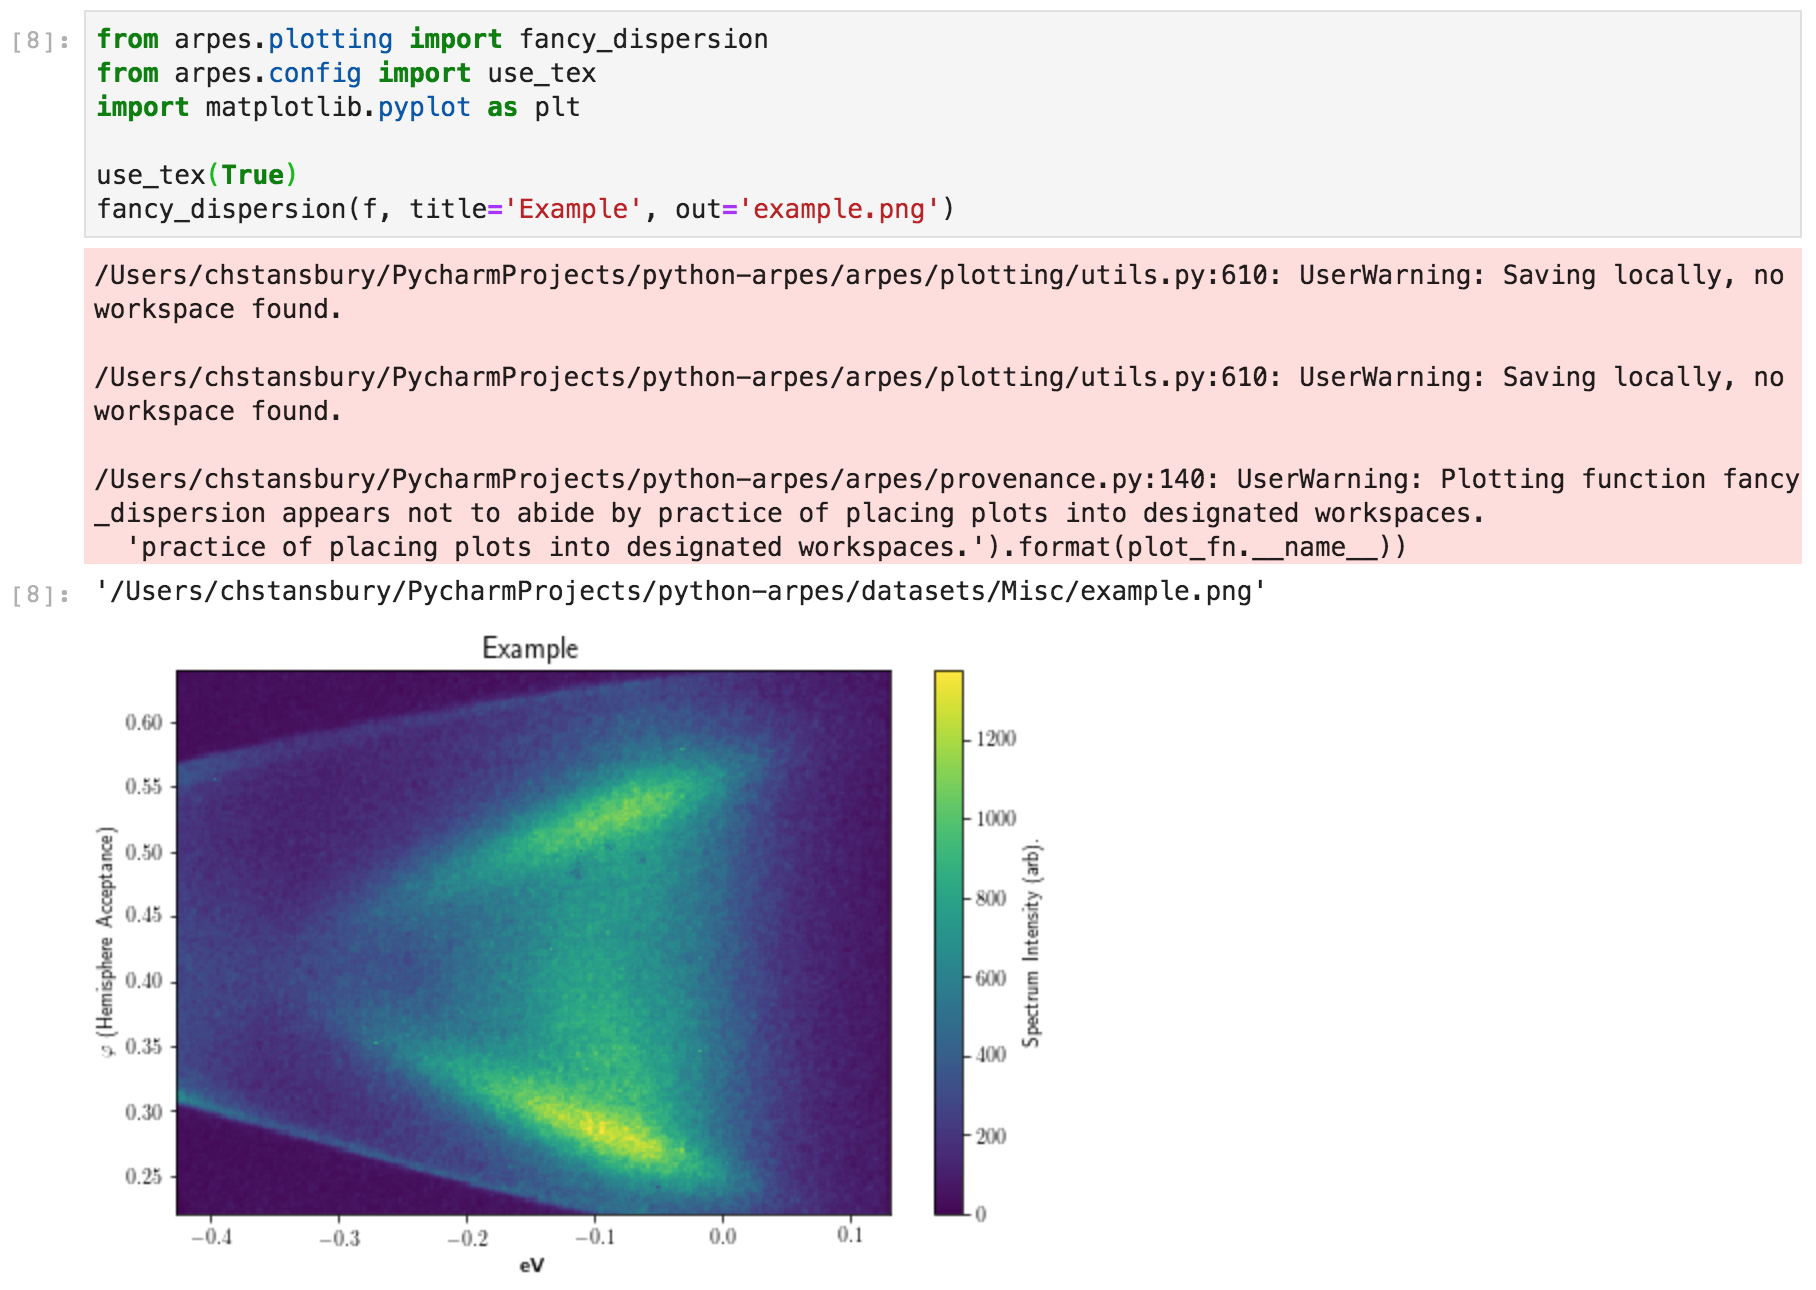 [8]: from arpes.plotting import fancy_dispersion
from arpes.config import use_tex
import matplotlib.pyplot as plt
use_tex(True)
fancy_dispersion(f, title='Example', out='example.png')
/Users/chstansbury/PycharmProjects/python-arpes/arpes/plotting/utils.py:610: UserWarning: Saving locally, no
workspace found.
/Users/chstansbury/PycharmProjects/python-arpes/arpes/plotting/utils.py:610: UserWarning: Saving locally, no
workspace found.
/Users/chstansbury/PycharmProjects/python-arpes/arpes/provenance.py:140: UserWarning: Plotting function fancy
_dispersion appears not to abide by practice of placing plots into designated workspaces.
'practice of placing plots into designated workspaces.').format(plot_fn.__name__))
[8]: '/Users/chstansbury/PycharmProjects/python-arpes/datasets/Misc/example.png'
Example
φ (Hemisphere Acceptance)
0.60
0.55
0.50
0.45
0.40
0.35
0.30
0.25
−0.4 −0.3 −0.2 −0.1 0.0 0.1
eV
1200
1000
800
600
400
200
0
Spectrum Intensity (arb).